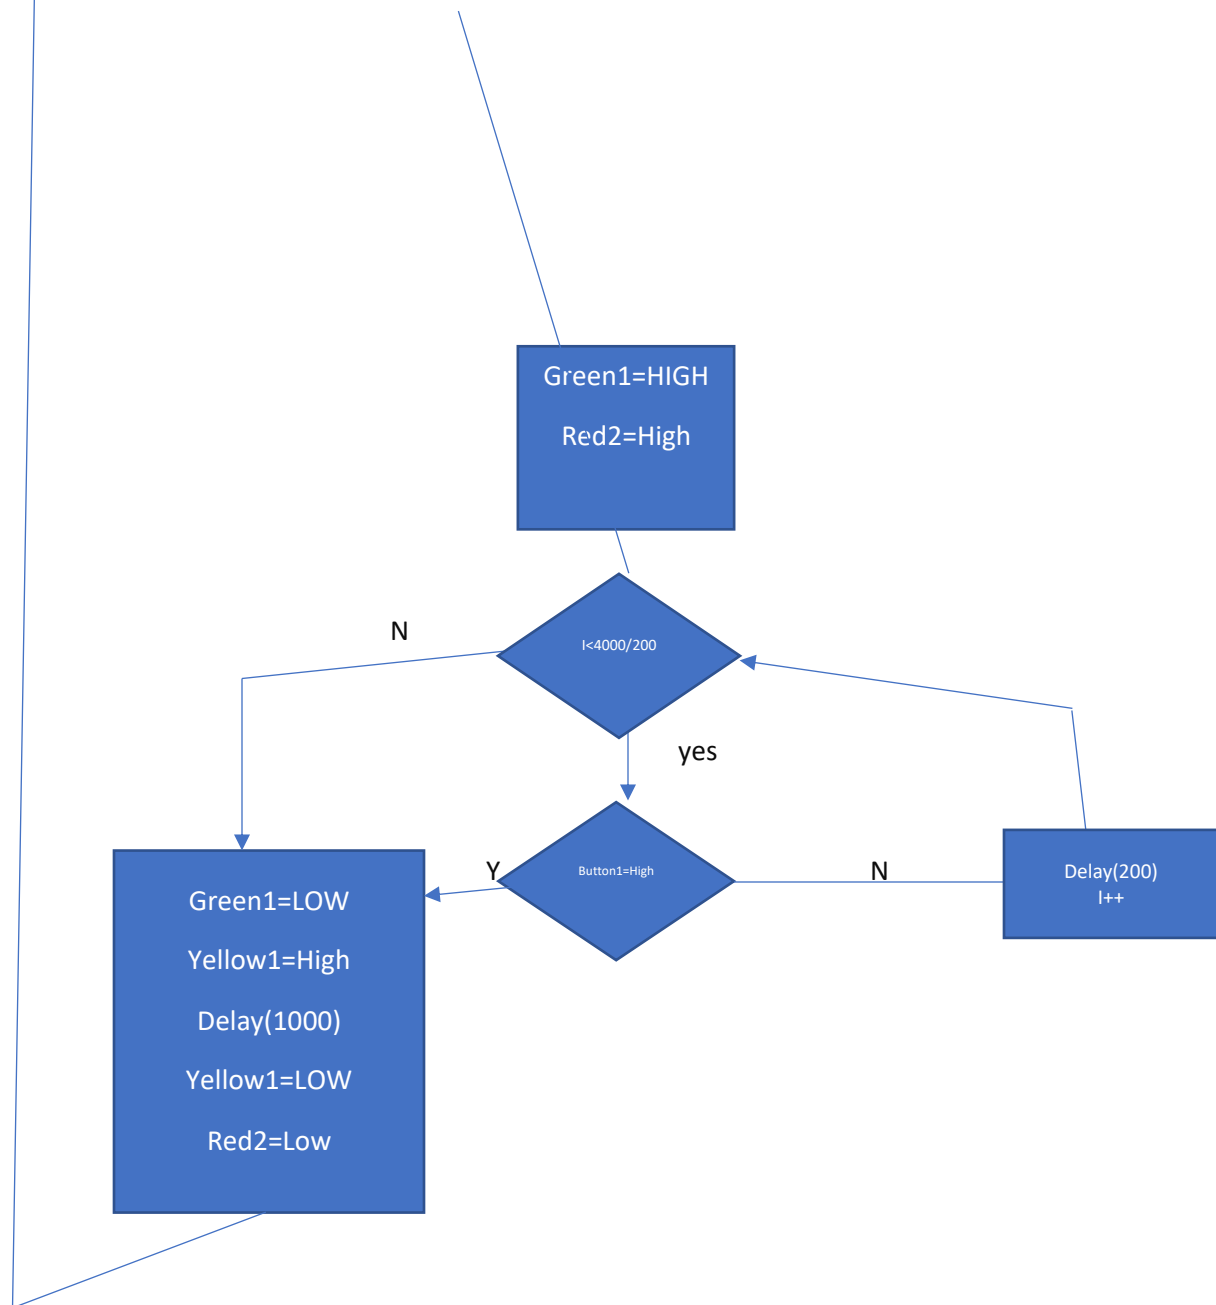 Green1=HIGH
Red2=High
I<4000/200
N
yes
Button1=High
Y
N
Delay(200)
I++
Green1=LOW
Yellow1=High
Delay(1000)
Yellow1=LOW
Red2=Low